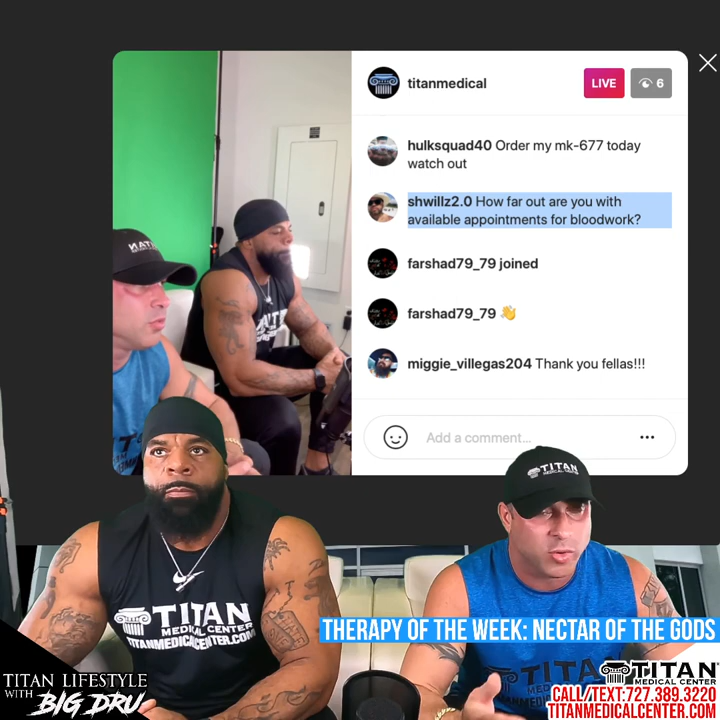 titanmedical
LIVE
6
hulksquad40 Order my mk-677 today
watch out
shwillz2.0 How far out are you with
available appointments for bloodwork?
farshad79_79 joined
farshad79_79 👋
miggie_villegas204 Thank you fellas!!!
Add a comment...
TITAN
MEDICAL CENTER
TITAN
MEDICAL CENTER
TITANMEDICALCENTER.COM
THERAPY OF THE WEEK: NECTAR OF THE GODS
TITAN LIFESTYLE
WITH BIG DRU
TITAN
MEDICAL CENTER
CALL/TEXT:727.389.3220
TITANMEDICALCENTER.COM